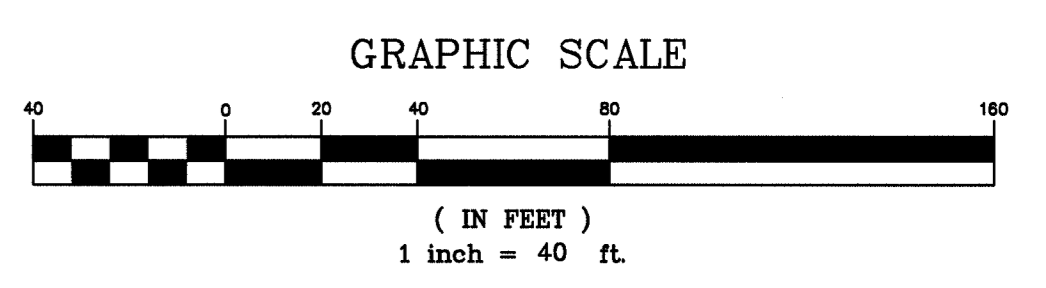 GRAPHIC SCALE
40 0 20 40 80 160
( IN FEET )
1 inch = 40 ft.